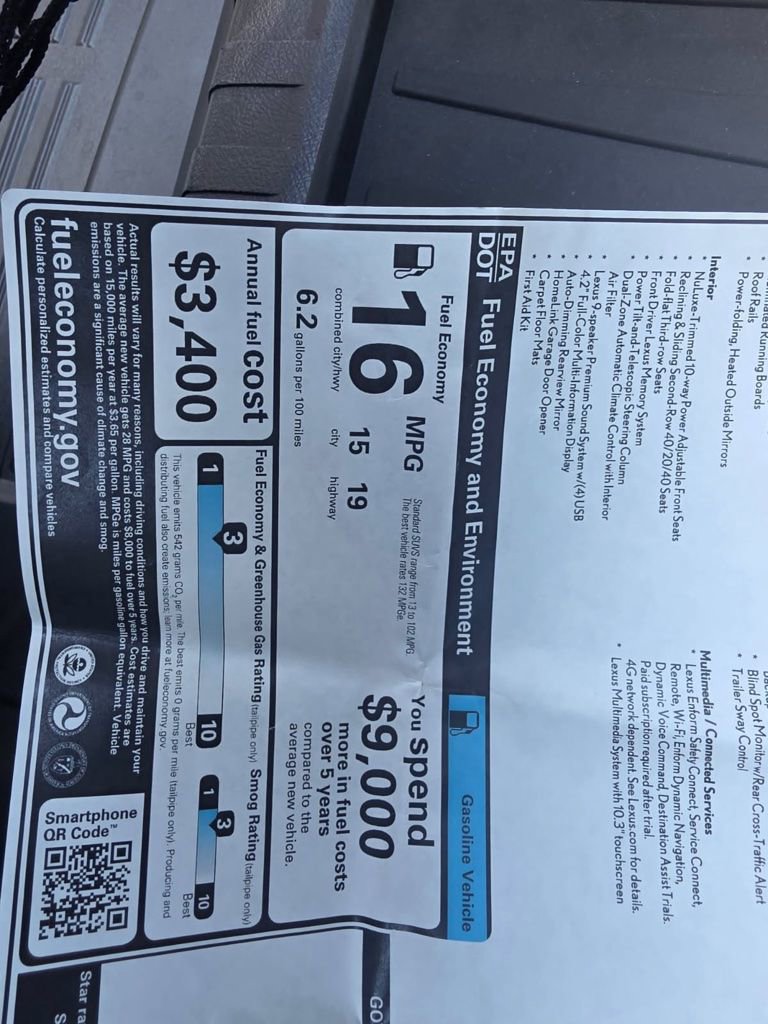 • Roof Rails
• Power-folding, Heated Outside Mirrors
Interior
• NuLuxe-Trimmed 10-way Power Adjustable Front Seats
• Reclining & Sliding Second-Row 40/20/40 Seats
• Fold-flat Third-row Seats
• Front Driver Lexus Memory System
• Power Tilt-and-Telescopic Steering Column
• Dual-Zone Automatic Climate Control with Interior
Air Filter
• Lexus 9-speaker Premium Sound System w/(4) USB
• 4.2" Full-Color Multi-Information Display
• Auto-Dimming Rearview Mirror
• HomeLink Garage Door Opener
• Carpet Floor Mats
• First Aid Kit
• Blind Spot Monitor w/Rear Cross-Traffic Alert
• Trailer Sway Control
Multimedia / Connected Services
• Lexus Enform Safety Connect, Service Connect,
Remote, Wi-Fi, Enform Dynamic Navigation,
Dynamic Voice Command, Destination Assist Trials.
Paid subscription required after trial.
4G network dependent. See Lexus.com for details.
• Lexus Multimedia System with 10.3" touchscreen
EPA
DOT Fuel Economy and Environment
Gasoline Vehicle
Fuel Economy
16 MPG
Standard SUVS range from 13 to 102 MPG.
The best vehicle rates 132 MPGe.
15 19
combined city/hwy city highway
6.2 gallons per 100 miles
You Spend
$9,000
more in fuel costs
over 5 years
compared to the
average new vehicle.
Annual fuel cost
$3,400
Fuel Economy & Greenhouse Gas Rating (tailpipe only)
3
1 10
Best
Smog Rating (tailpipe only)
3
1 10
Best
This vehicle emits 542 grams CO2 per mile. The best emits 0 grams per mile (tailpipe only). Producing and
distributing fuel also create emissions; learn more at fueleconomy.gov.
Actual results will vary for many reasons, including driving conditions and how you drive and maintain your
vehicle. The average new vehicle gets 28 MPG and costs $8,000 to fuel over 5 years. Cost estimates are
based on 15,000 miles per year at $3.65 per gallon. MPGe is miles per gasoline gallon equivalent. Vehicle
emissions are a significant cause of climate change and smog.
fueleconomy.gov
Calculate personalized estimates and compare vehicles
Smartphone
QR Code™
GO
Star ra
S